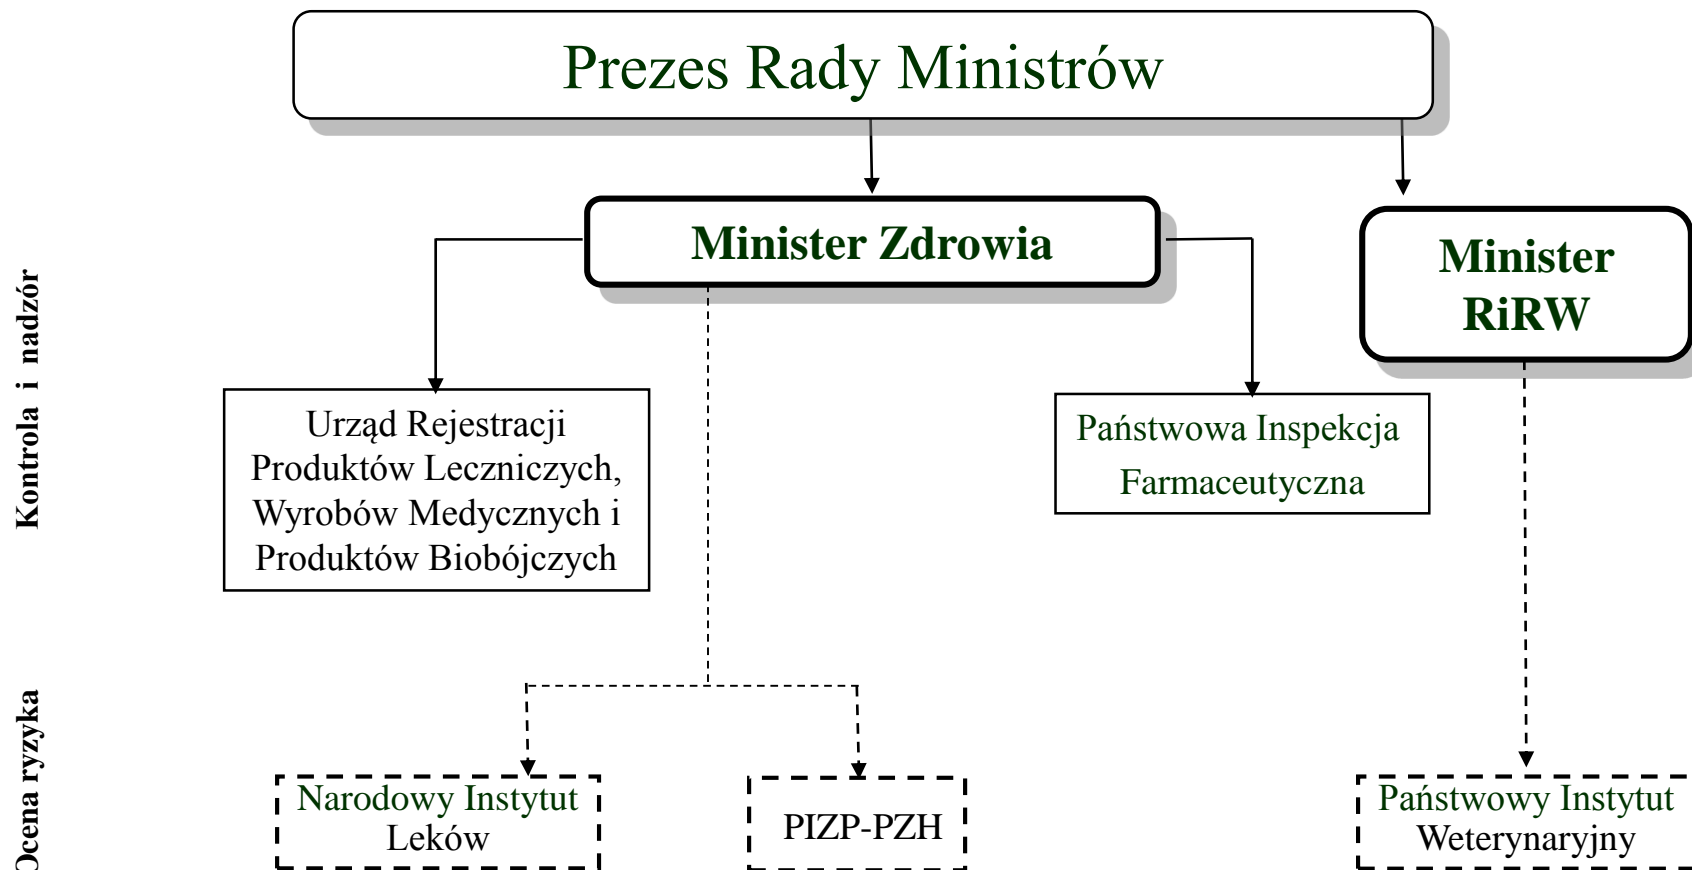 Prezes Rady Ministrów
Minister Zdrowia
Minister
RiRW
Kontrola i nadzór
Urząd Rejestracji
Produktów Leczniczych,
Wyrobów Medycznych i
Produktów Biobójczych
Państwowa Inspekcja
Farmaceutyczna
Ocena ryzyka
Narodowy Instytut
Leków
PIZP-PZH
Państwowy Instytut
Weterynaryjny